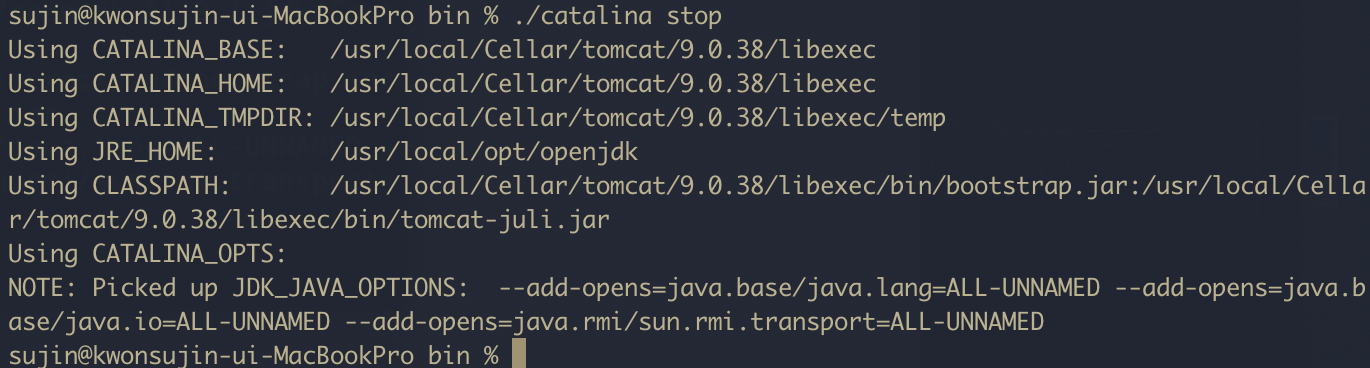 sujin@kwonsujin-ui-MacBookPro bin % ./catalina stop
Using CATALINA_BASE:   /usr/local/Cellar/tomcat/9.0.38/libexec
Using CATALINA_HOME:   /usr/local/Cellar/tomcat/9.0.38/libexec
Using CATALINA_TMPDIR: /usr/local/Cellar/tomcat/9.0.38/libexec/temp
Using JRE_HOME:        /usr/local/opt/openjdk
Using CLASSPATH:       /usr/local/Cellar/tomcat/9.0.38/libexec/bin/bootstrap.jar:/usr/local/Cella
r/tomcat/9.0.38/libexec/bin/tomcat-juli.jar
Using CATALINA_OPTS:
NOTE: Picked up JDK_JAVA_OPTIONS:  --add-opens=java.base/java.lang=ALL-UNNAMED --add-opens=java.b
ase/java.io=ALL-UNNAMED --add-opens=java.rmi/sun.rmi.transport=ALL-UNNAMED
sujin@kwonsujin-ui-MacBookPro bin %